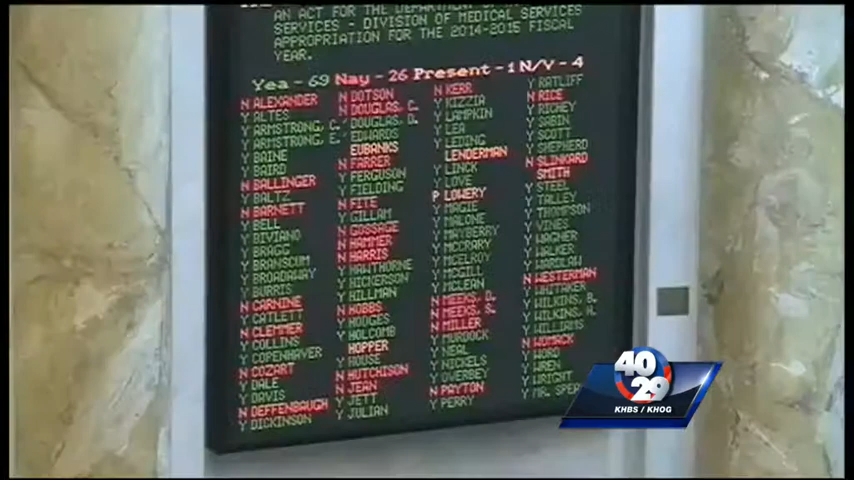 AN ACT FOR THE DEPARTMENT OF
SERVICES - DIVISION OF MEDICAL SERVICES
APPROPRIATION FOR THE 2014-2015 FISCAL
YEAR.
Yea-69 Nay-26 Present-1 N/V-4
N ALEXANDER
Y ALTES
Y ARMSTRONG, C.
Y ARMSTRONG, E.
Y BAINE
Y BAIRD
N BALLINGER
Y BALTZ
N BARNETT
Y BELL
Y BIVIANO
Y BRAGG
Y BRANSCUM
Y BROADAWAY
Y BURRIS
N CARNINE
Y CATLETT
N CLEMMER
Y COLLINS
Y COPENHAVER
N COZART
Y DALE
Y DAVIS
N DEFFENBAUGH
Y DICKINSON
N DOTSON
N DOUGLAS, C.
Y DOUGLAS, D.
Y EDWARDS
EUBANKS
N FARRER
Y FERGUSON
Y FIELDING
N FITE
Y GILLAM
N GOSSAGE
N HAMMER
N HARRIS
Y HAWTHORNE
Y HICKERSON
Y HILLMAN
N HOBBS
Y HODGES
Y HOLCOMB
HOPPER
Y HOUSE
N HUTCHISON
N JEAN
Y JETT
Y JULIAN
N KERR
Y KIZZIA
Y LAMPKIN
Y LEA
Y LEDING
LENDERMAN
Y LINCK
Y LOVE
P LOWERY
Y MAGIE
Y MALONE
Y MAYBERRY
Y MCCRARY
Y MCELROY
Y MCGILL
Y MCLEAN
N MEEKS, D.
N MEEKS, S.
N MILLER
Y MURDOCK
Y NEAL
Y NICKELS
Y OVERBEY
N PAYTON
Y PERRY
Y RATLIFF
N RICE
Y RICHEY
Y SABIN
Y SCOTT
Y SHEPHERD
N SLINKARD
SMITH
Y STEEL
Y TALLEY
Y THOMPSON
Y VINES
Y WAGNER
Y WALKER
Y WARDLAW
N WESTERMAN
Y WHITAKER
Y WILKINS, B.
Y WILKINS, H.
Y WILLIAMS
N WOMACK
Y WORD
Y WREN
Y WRIGHT
Y MR. SPE
40
29
KHBS / KHOG